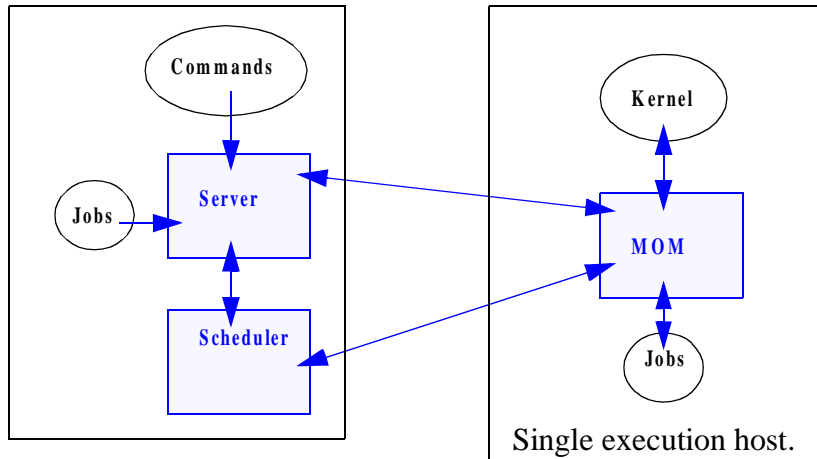 Commands
Jobs
Server
Scheduler
Kernel
MOM
Jobs
Single execution host.